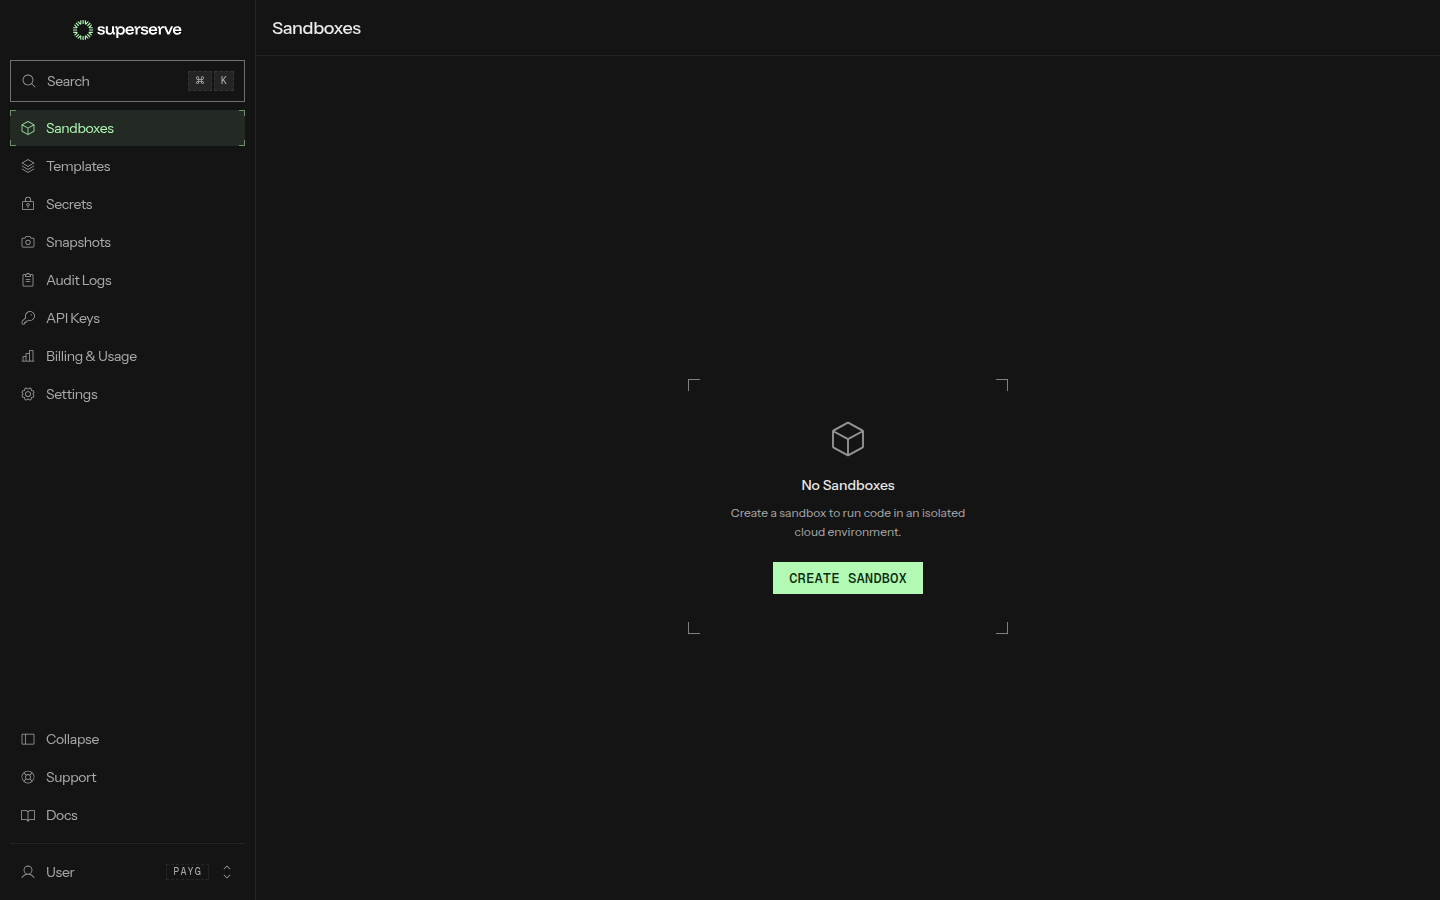 superserve
Sandboxes
Search ⌘ K
Sandboxes
Templates
Secrets
Snapshots
Audit Logs
API Keys
Billing & Usage
Settings
No Sandboxes
Create a sandbox to run code in an isolated
cloud environment.
CREATE SANDBOX
Collapse
Support
Docs
User PAYG